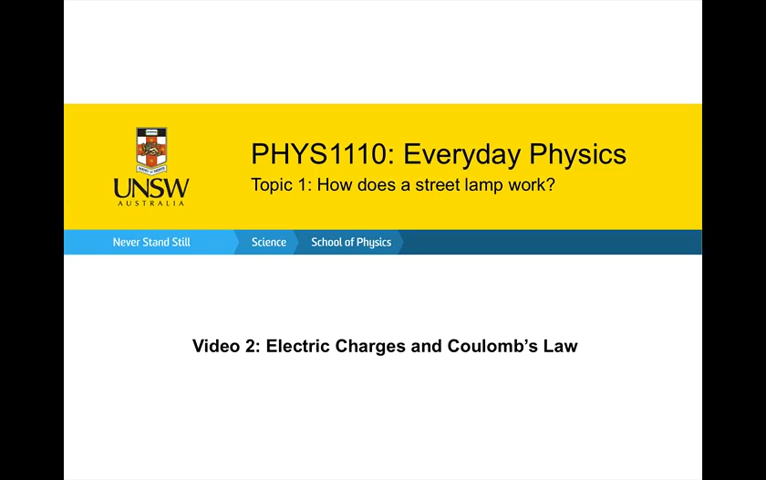 PHYS1110: Everyday Physics
Topic 1: How does a street lamp work?
UNSW
AUSTRALIA
Never Stand Still
Science
School of Physics
Video 2: Electric Charges and Coulomb's Law